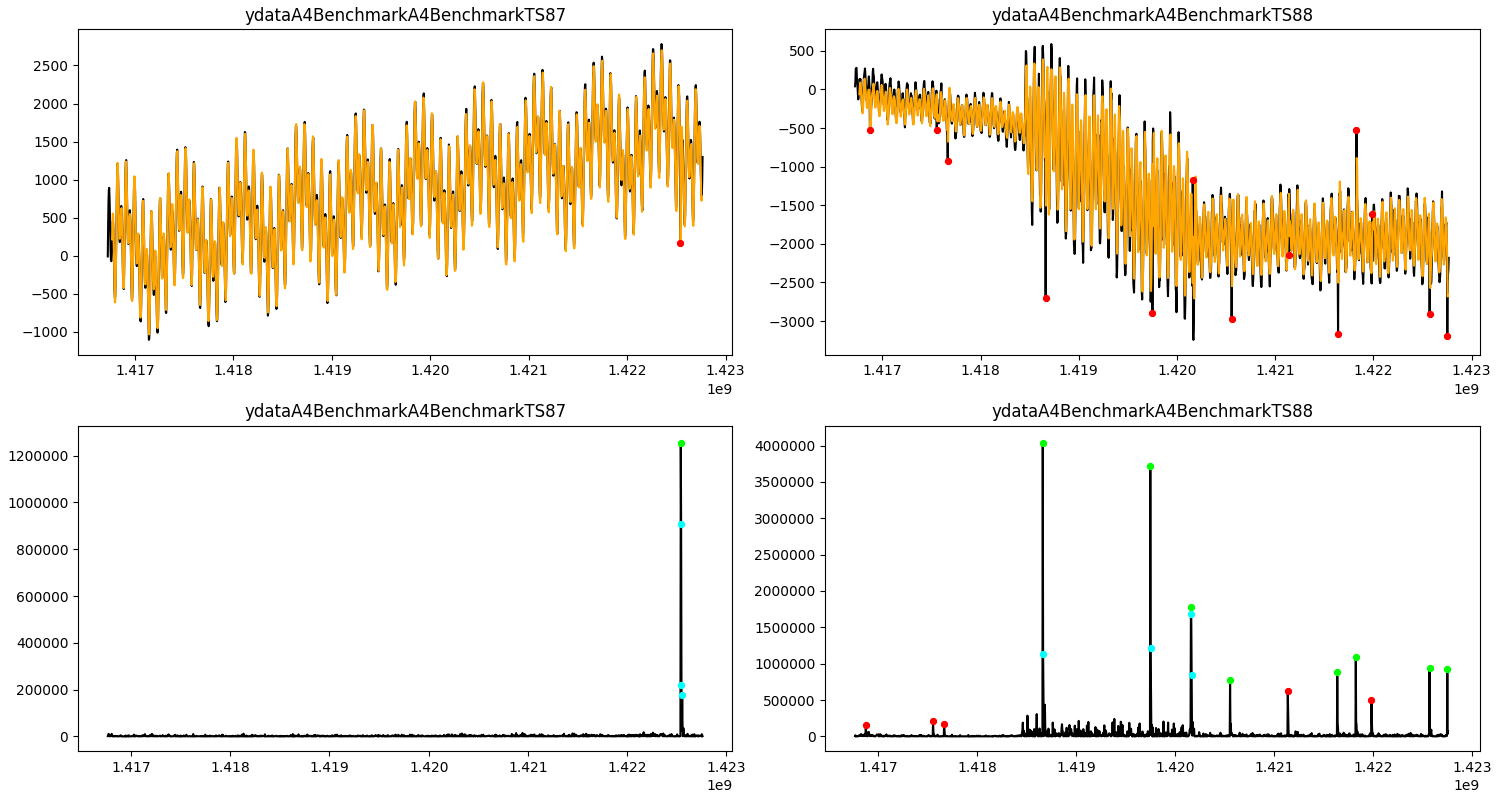 ydataA4BenchmarkA4BenchmarkTS87
2500
2000
1500
1000
500
0
−500
−1000
1.417 1.418 1.419 1.420 1.421 1.422 1.423
1e9
ydataA4BenchmarkA4BenchmarkTS88
500
0
−500
−1000
−1500
−2000
−2500
−3000
1.417 1.418 1.419 1.420 1.421 1.422 1.423
1e9
ydataA4BenchmarkA4BenchmarkTS87
1200000
1000000
800000
600000
400000
200000
0
1.417 1.418 1.419 1.420 1.421 1.422 1.423
1e9
ydataA4BenchmarkA4BenchmarkTS88
4000000
3500000
3000000
2500000
2000000
1500000
1000000
500000
0
1.417 1.418 1.419 1.420 1.421 1.422 1.423
1e9